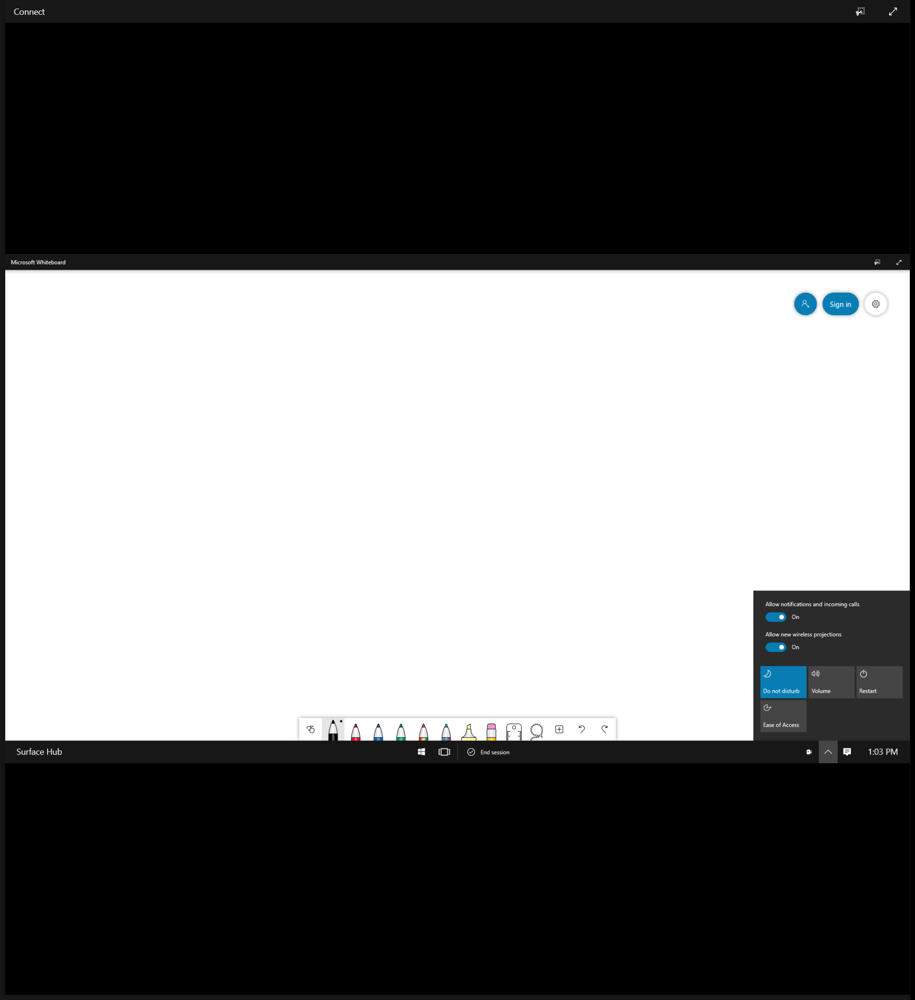 Connect
Microsoft Whiteboard
Sign in
Allow notifications and incoming calls
On
Allow new wireless projections
On
Do not disturb
Volume
Restart
Ease of Access
Surface Hub
End session
1:03 PM